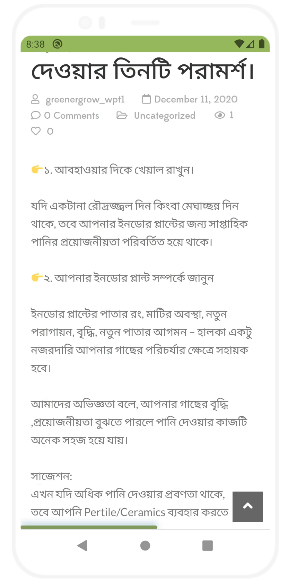 8:38
দেওয়ার তিনটি পরামর্শ।
greenergrow_wpt1 December 11, 2020
0 Comments Uncategorized 1
0
👉১. আবহাওয়ার দিকে খেয়াল রাখুন।
যদি একটানা রৌদ্রজ্জ্বল দিন কিংবা মেঘাচ্ছন্ন দিন
থাকে, তবে আপনার ইনডোর প্লান্টের জন্য সাপ্তাহিক
পানির প্রয়োজনীয়তা পরিবর্তিত হয়ে থাকে।
👉২. আপনার ইনডোর প্লান্ট সম্পর্কে জানুন
ইনডোর প্লান্টের পাতার রং, মাটির অবস্থা, নতুন
পরাগায়ন, বৃদ্ধি, নতুন পাতার আগমন – হালকা একটু
নজরদারি আপনার গাছের পরিচর্যার ক্ষেত্রে সহায়ক
হবে।
আমাদের অভিজ্ঞতা বলে, আপনার গাছের বৃদ্ধি
,প্রয়োজনীয়তা বুঝতে পারলে পানি দেওয়ার কাজটি
অনেক সহজ হয়ে যায়।
সাজেশন:
এখন যদি অধিক পানি দেওয়ার প্রবণতা থাকে,
তবে আপনি Pertile/Ceramics ব্যবহার করতে